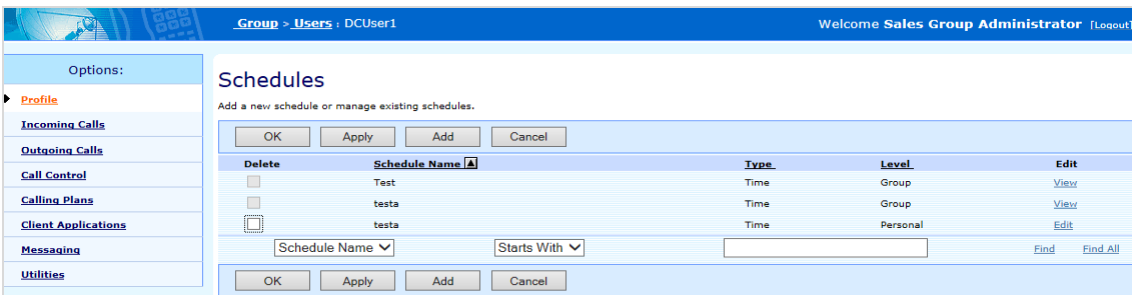 Group > Users : DCUser1 Welcome Sales Group Administrator [Logout]
Options:
Profile
Incoming Calls
Outgoing Calls
Call Control
Calling Plans
Client Applications
Messaging
Utilities
Schedules
Add a new schedule or manage existing schedules.
OK Apply Add Cancel
Delete Schedule Name Type Level Edit
Test Time Group View
testa Time Group View
testa Time Personal Edit
Schedule Name Starts With Find Find All
OK Apply Add Cancel